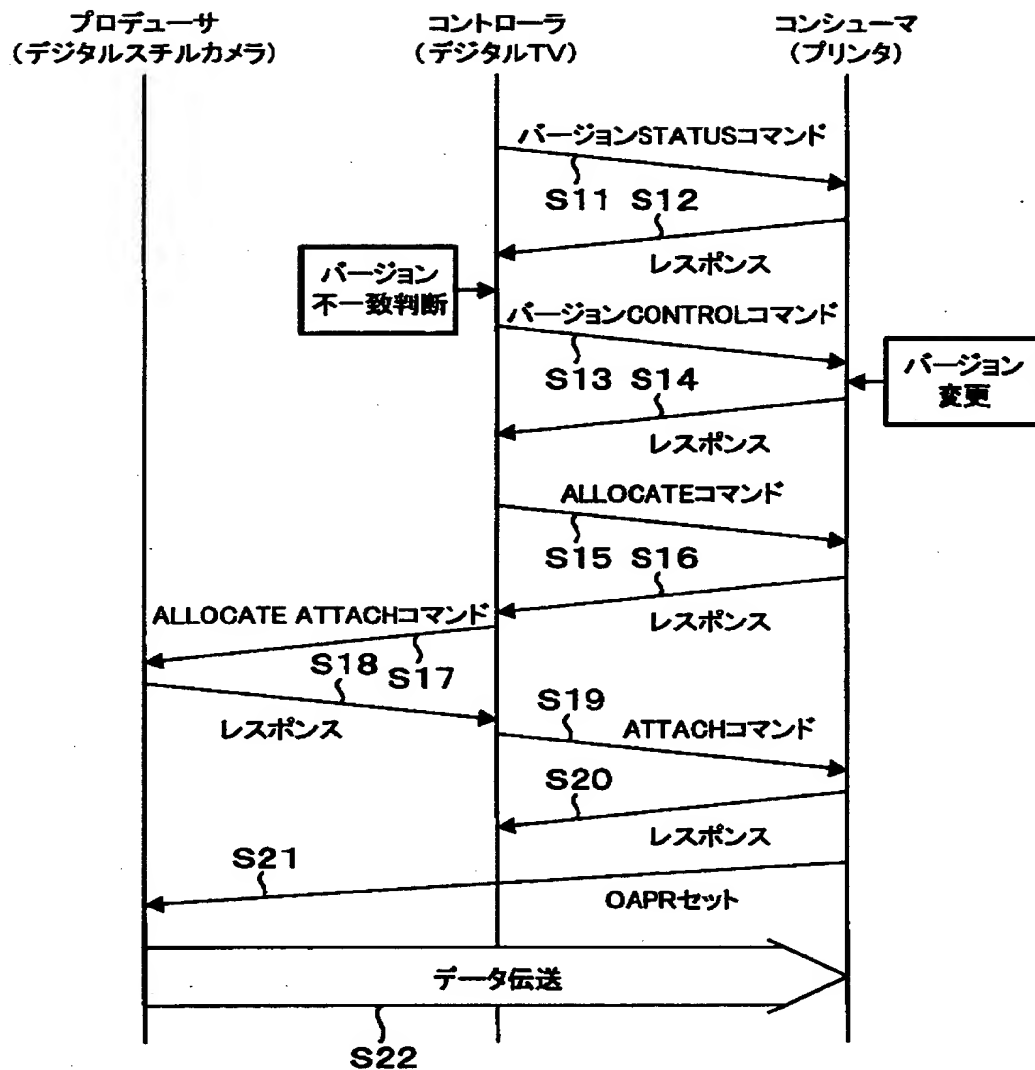 プロデューサ
(デジタルスチルカメラ)
コントローラ
(デジタルTV)
コンシューマ
(プリンタ)
バージョンSTATUSコマンド
S11 S12
レスポンス
バージョン
不一致判断
バージョンCONTROLコマンド
S13 S14
バージョン
変更
レスポンス
ALLOCATEコマンド
S15 S16
レスポンス
ALLOCATE ATTACHコマンド
S18 S17
レスポンス
S19
ATTACHコマンド
S20
レスポンス
S21
OAPRセット
データ伝送
S22